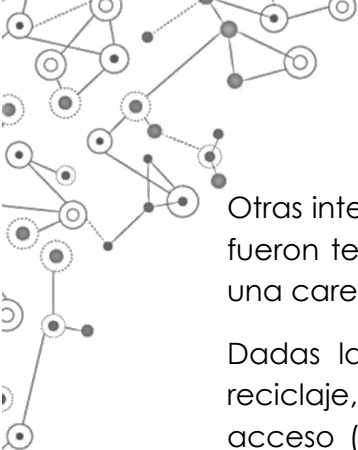 Otras inte
fueron te
una care
Dadas la
reciclaje,
acceso (